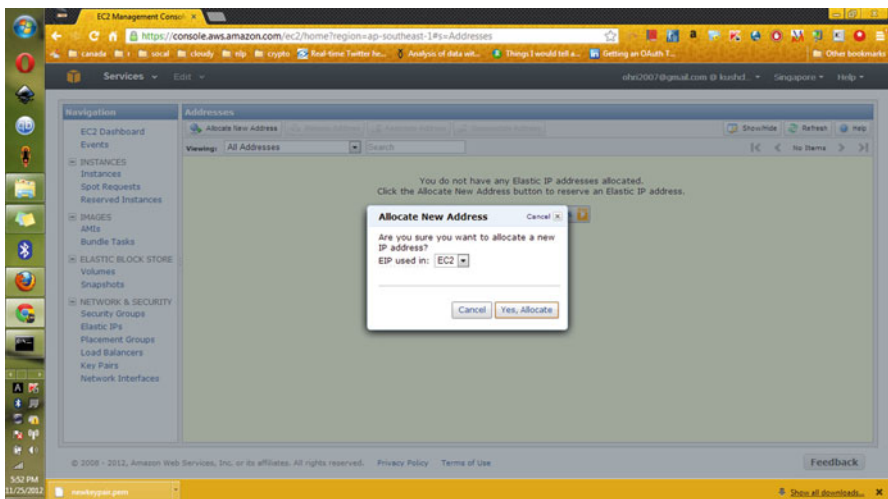 EC2 Management Consol
https://console.aws.amazon.com/ec2/home?region=ap-southeast-1#s=Addresses
canada
socal
cloudy
nlp
crypto
Real-time Twitter he...
Analysis of data wit...
Things I would tell a...
Getting an OAuth T...
Other bookmarks
Services
Edit
ohri2007@gmail.com @ kushd...
Singapore
Help
Navigation
EC2 Dashboard
Events
INSTANCES
Instances
Spot Requests
Reserved Instances
IMAGES
AMIs
Bundle Tasks
ELASTIC BLOCK STORE
Volumes
Snapshots
NETWORK & SECURITY
Security Groups
Elastic IPs
Placement Groups
Load Balancers
Key Pairs
Network Interfaces
Addresses
Allocate New Address
Show/Hide
Refresh
Help
Viewing: All Addresses
Search
No Items
You do not have any Elastic IP addresses allocated.
Click the Allocate New Address button to reserve an Elastic IP address.
Allocate New Address
Cancel
Are you sure you want to allocate a new
IP address?
EIP used in: EC2
Cancel
Yes, Allocate
© 2008 - 2012, Amazon Web Services, Inc. or its affiliates. All rights reserved.
Privacy Policy
Terms of Use
Feedback
5:52 PM
11/25/2012
newkeypair.pem
Show all downloads...